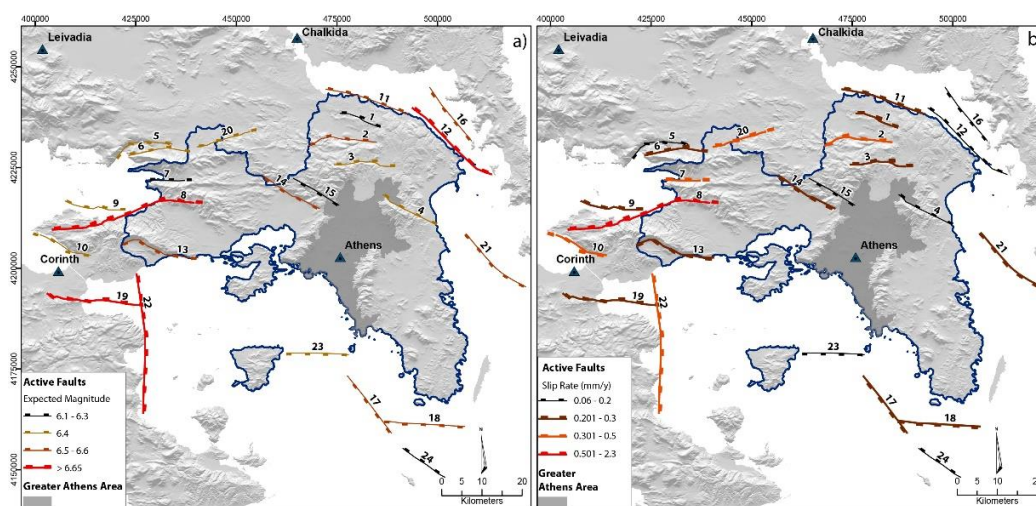 400000 425000 450000 475000 500000
Leivadia
Chalkida
a)
4250000
4225000
4200000
4175000
4150000
11
16
1
12
20
2
5
6
3
14
7
15
8
9
4
10
13
21
Corinth
Athens
19
22
23
17
18
24
Active Faults
Expected Magnitude
6.1 - 6.3
6.4
6.5 - 6.6
> 6.65
Greater Athens Area
N
0 10 20
Kilometers
400000 425000 450000 475000 500000
Leivadia
Chalkida
b
11
16
1
12
20
2
5
6
3
14
7
15
8
9
4
10
13
21
Corinth
Athens
19
22
23
17
18
24
Active Faults
Slip Rate (mm/y)
0.06 - 0.2
0.201 - 0.3
0.301 - 0.5
0.501 - 2.3
Greater
Athens Area
N
0 10 20
Kilometers